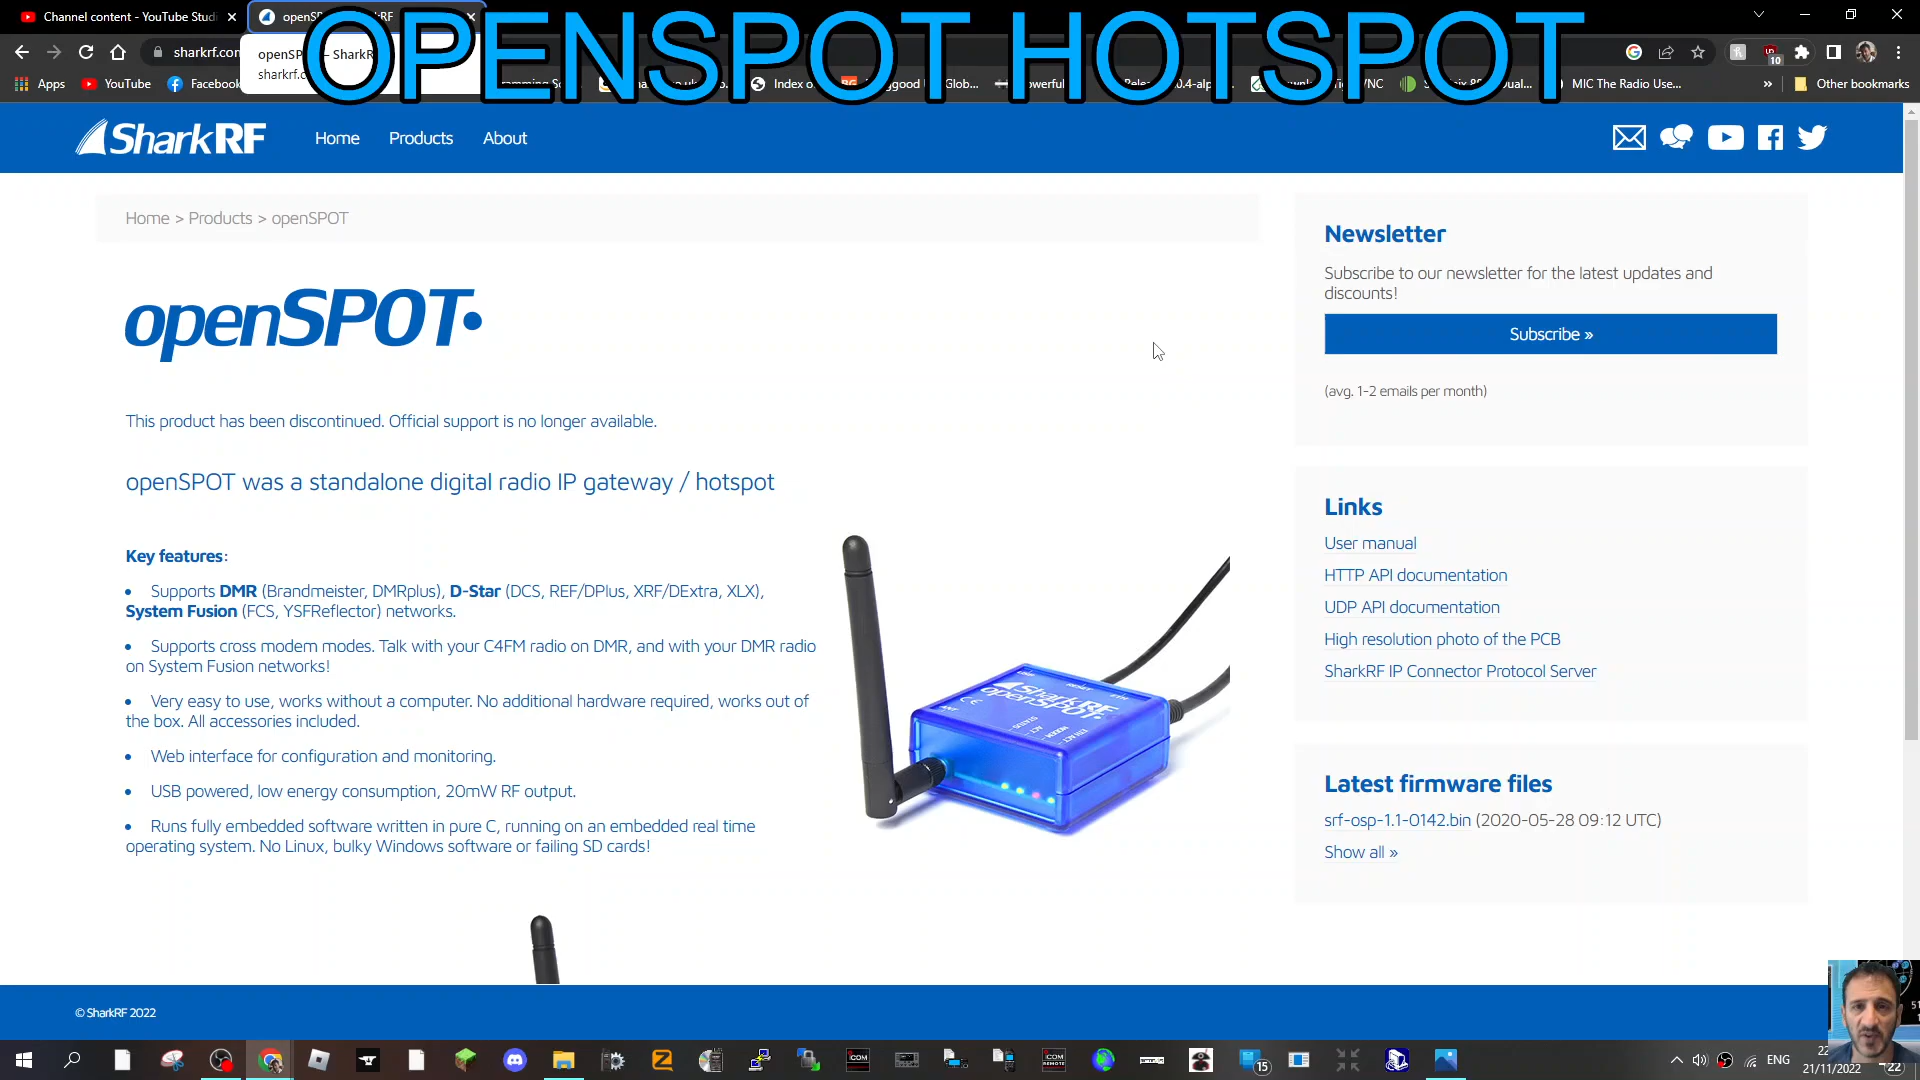 Channel content - YouTube Studi
OPENSPOT HOTSPOT
sharkrf.com
sharkrf.c
Apps
YouTube
Facebook
Index o
MIC The Radio Use...
Other bookmarks
SharkRF
Home
Products
About
Home > Products > openSPOT
openSPOT
This product has been discontinued. Official support is no longer available.
openSPOT was a standalone digital radio IP gateway / hotspot
Key features:
• Supports DMR (Brandmeister, DMRplus), D-Star (DCS, REF/DPlus, XRF/DExtra, XLX),
System Fusion (FCS, YSFReflector) networks.
• Supports cross modem modes. Talk with your C4FM radio on DMR, and with your DMR radio
on System Fusion networks!
• Very easy to use, works without a computer. No additional hardware required, works out of
the box. All accessories included.
• Web interface for configuration and monitoring.
• USB powered, low energy consumption, 20mW RF output.
• Runs fully embedded software written in pure C, running on an embedded real time
operating system. No Linux, bulky Windows software or failing SD cards!
SharkRF
openSPOT
Newsletter
Subscribe to our newsletter for the latest updates and
discounts!
Subscribe »
(avg. 1-2 emails per month)
Links
User manual
HTTP API documentation
UDP API documentation
High resolution photo of the PCB
SharkRF IP Connector Protocol Server
Latest firmware files
srf-osp-1.1-0142.bin (2020-05-28 09:12 UTC)
Show all »
© SharkRF 2022
ENG
21/11/2022